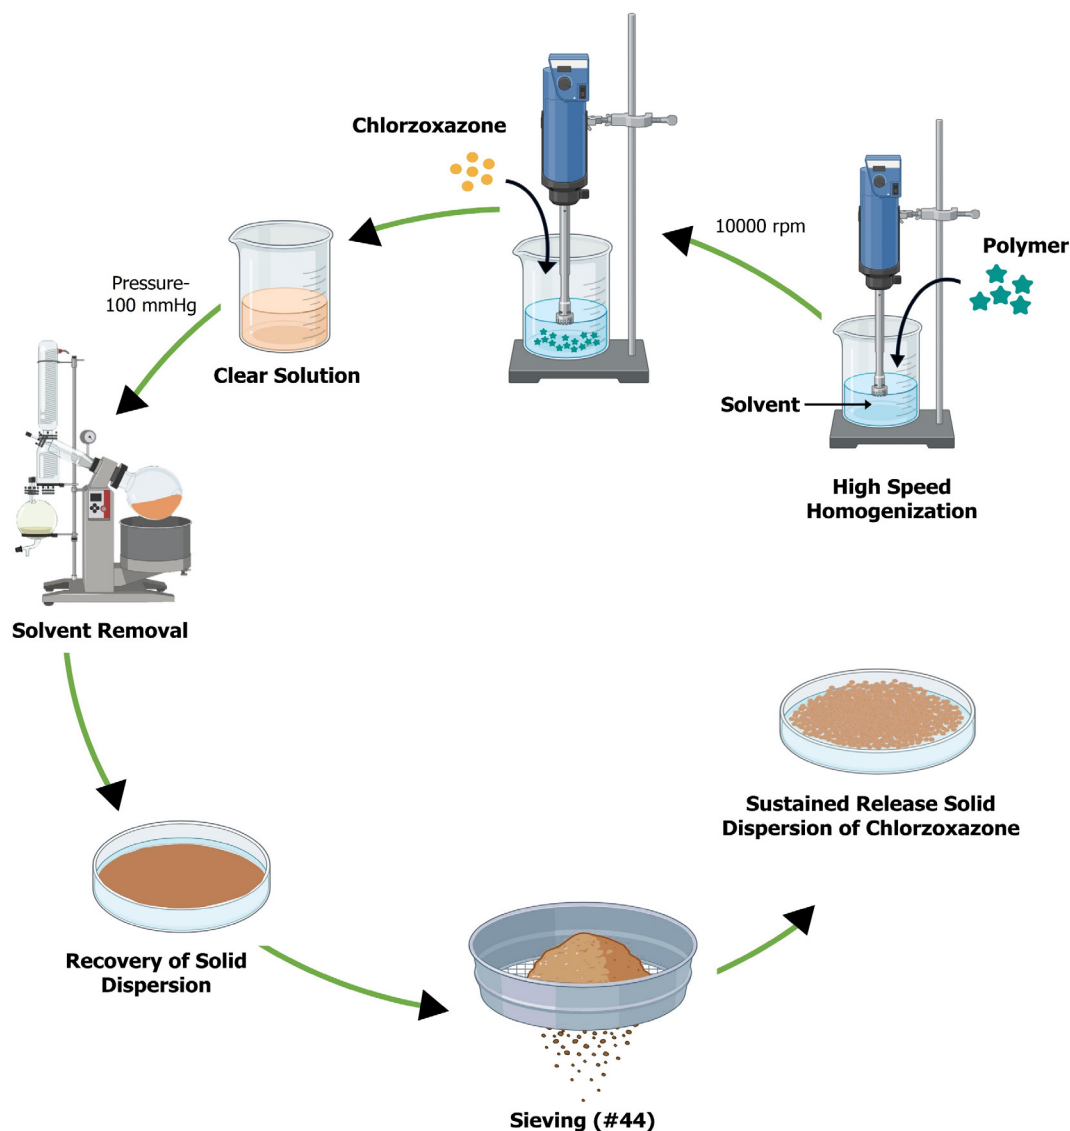 Chlorzoxazone
10000 rpm
Polymer
Pressure-
100 mmHg
Clear Solution
Solvent
High Speed
Homogenization
Solvent Removal
Sustained Release Solid
Dispersion of Chlorzoxazone
Recovery of Solid
Dispersion
Sieving (#44)